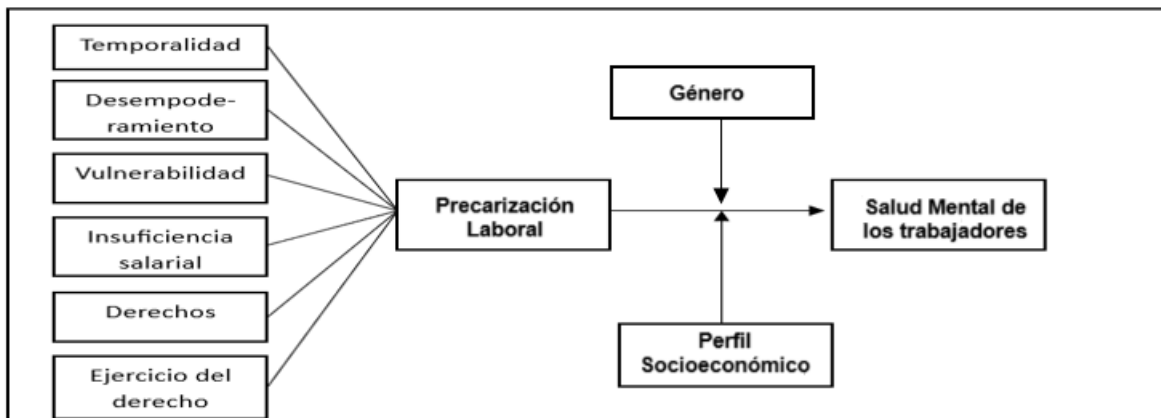 Temporalidad
Desempode-
ramiento
Vulnerabilidad
Insuficiencia
salarial
Derechos
Ejercicio del
derecho
Precarización
Laboral
Género
Perfil
Socioeconómico
Salud Mental de
los trabajadores